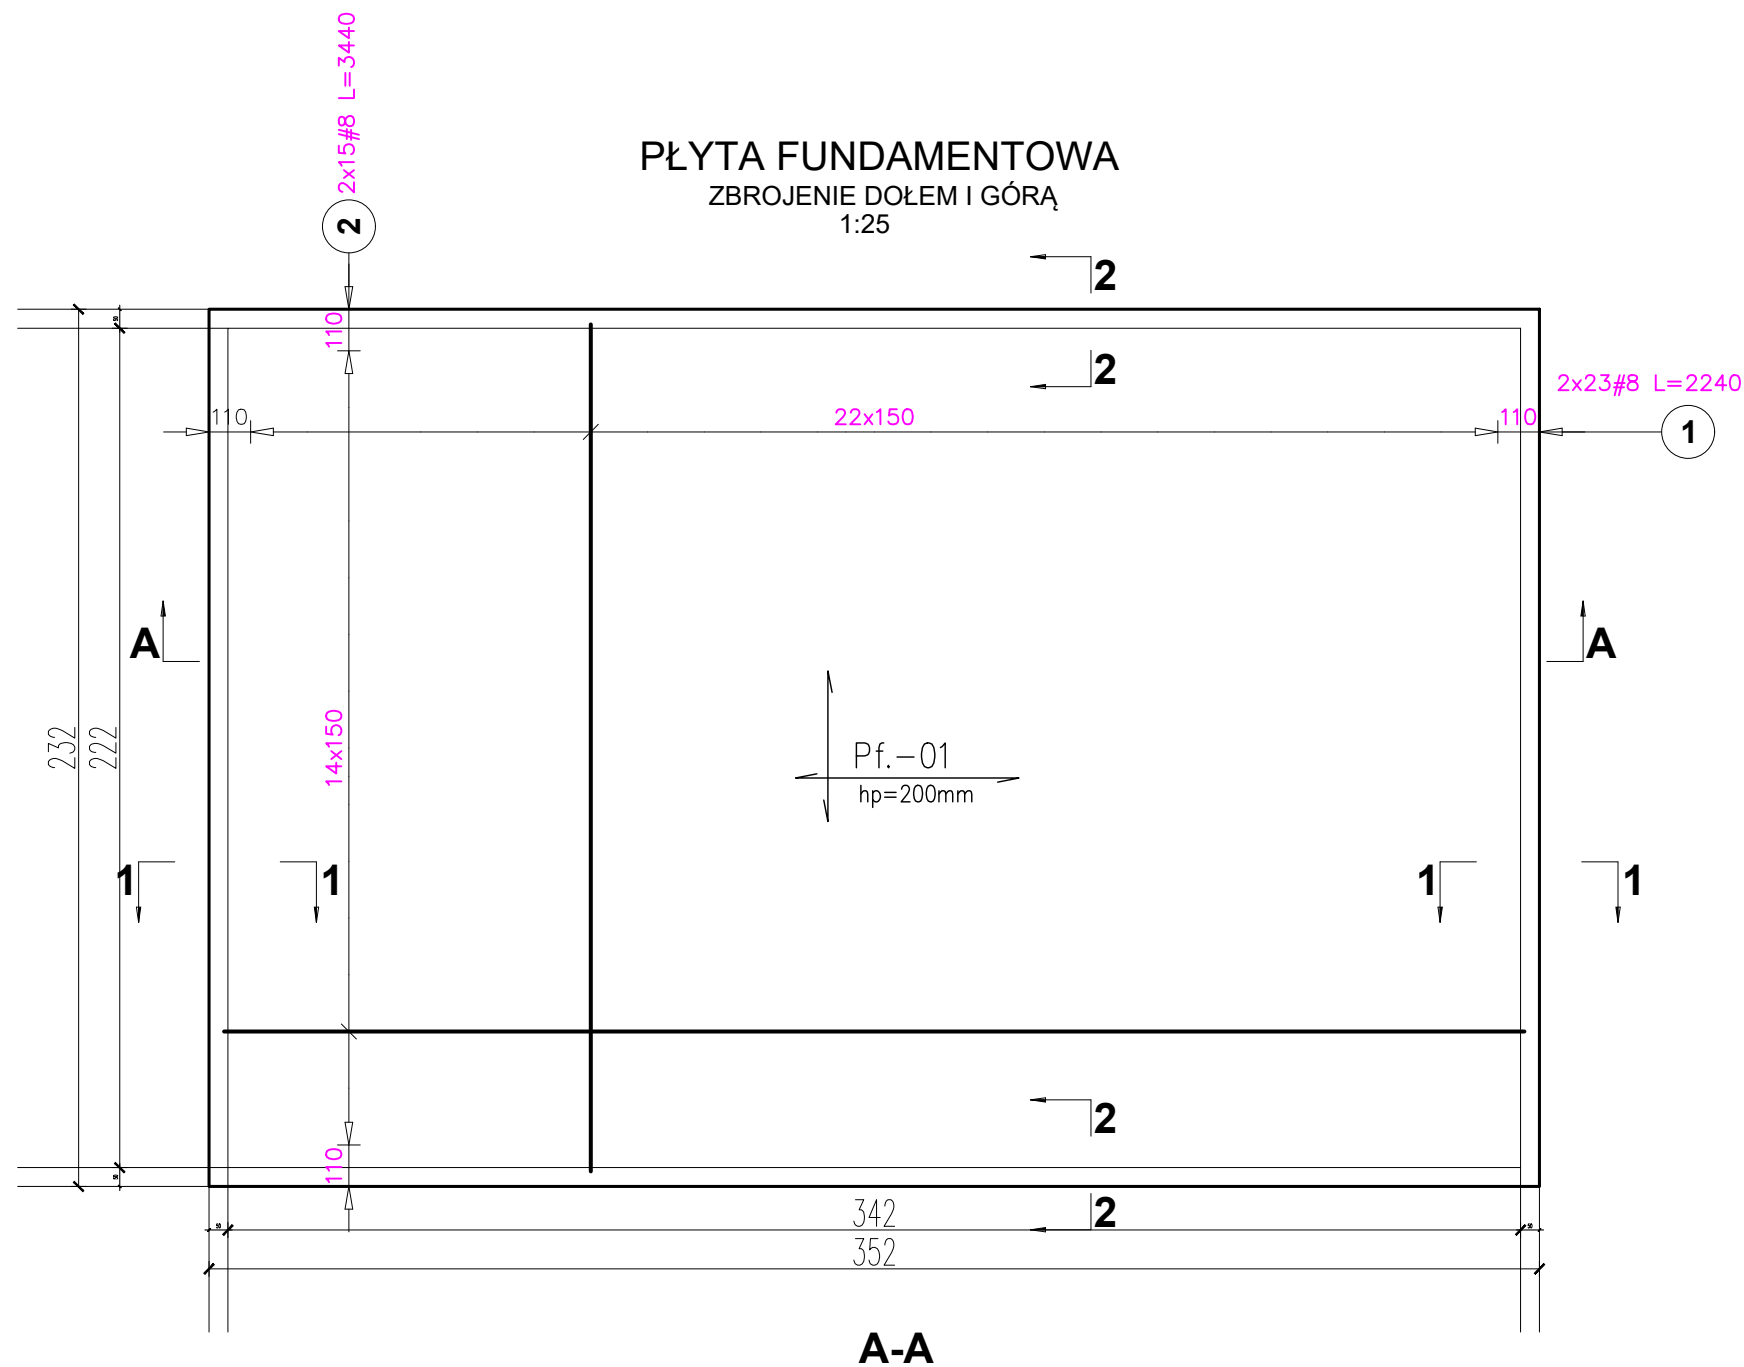 2x15#8 L=3440
2
PŁYTA FUNDAMENTOWA
ZBROJENIE DOŁEM I GÓRĄ
1:25
2
110
2
2x23#8 L=2240
110
22x150
110
1
A
A
232
222
14x150
Pf.-01
hp=200mm
1
1
1
1
2
110
342
2
352
A-A